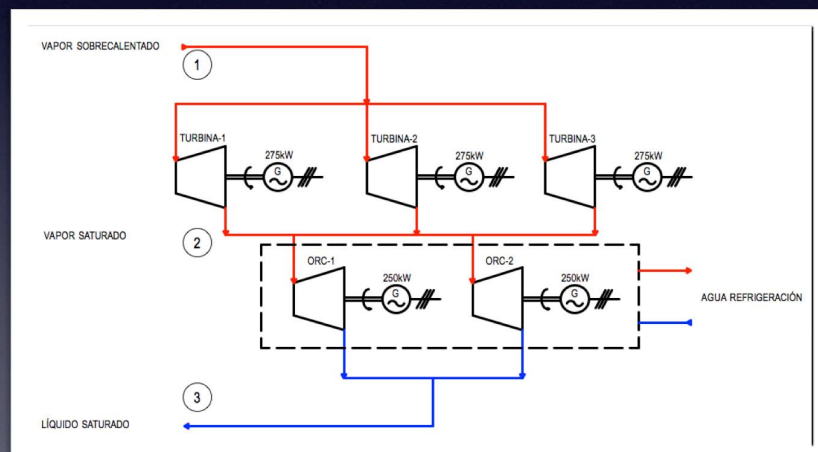 VAPOR SOBRECALENTADO
1
TURBINA-1
TURBINA-2
TURBINA-3
275kW
275kW
275kW
G
G
G
VAPOR SATURADO
2
ORC-1
ORC-2
250kW
250kW
G
G
AGUA REFRIGERACIÓN
3
LÍQUIDO SATURADO